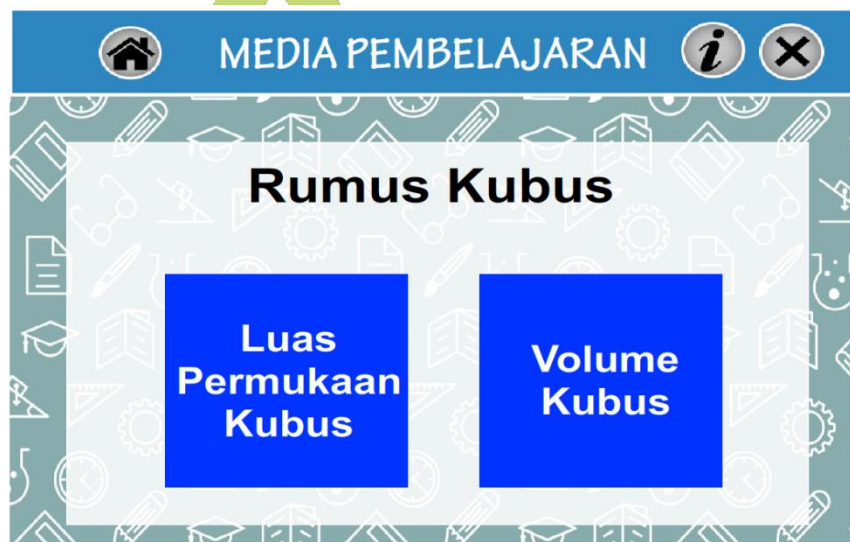 MEDIA PEMBELAJARAN
i
Rumus Kubus
Luas
Permukaan
Kubus
Volume
Kubus